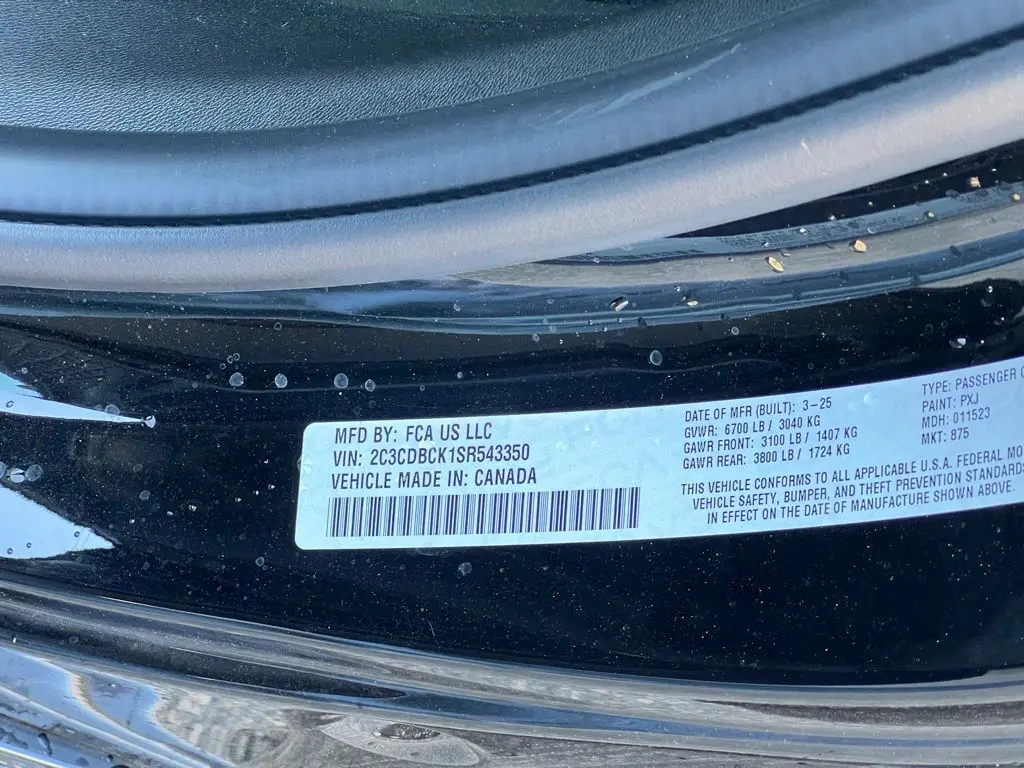 MFD BY: FCA US LLC
VIN: 2C3CDBCK1SR543350
VEHICLE MADE IN: CANADA
DATE OF MFR (BUILT): 3-25
GVWR: 6700 LB / 3040 KG
GAWR FRONT: 3100 LB / 1407 KG
GAWR REAR: 3800 LB / 1724 KG
TYPE: PASSENGER
PAINT: PXJ
MDH: 011523
MKT: 875
THIS VEHICLE CONFORMS TO ALL APPLICABLE U.S.A. FEDERAL
VEHICLE SAFETY, BUMPER, AND THEFT PREVENTION STANDARDS
IN EFFECT ON THE DATE OF MANUFACTURE SHOWN ABOVE.